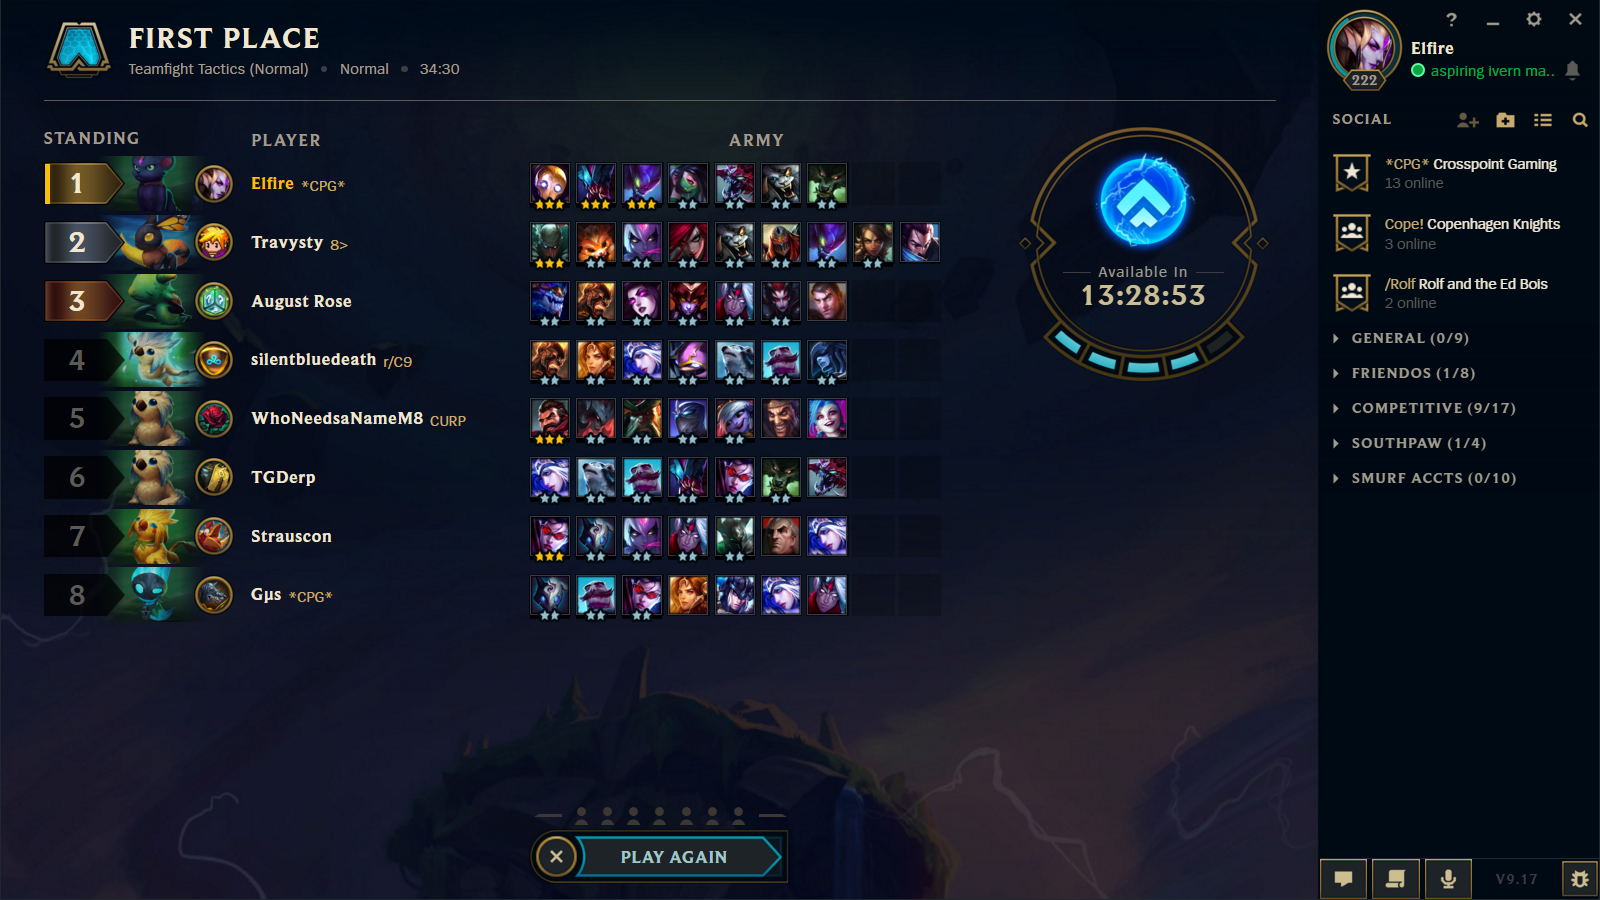 FIRST PLACE
Teamfight Tactics (Normal) • Normal • 34:30
STANDING PLAYER ARMY
1 Elfire *CPG*
2 Travysty 8>
3 August Rose
4 silentbluedeath r/C9
5 WhoNeedsaNameM8 CURP
6 TGDerp
7 Strauscon
8 Gµs *CPG*
Available In
13:28:53
PLAY AGAIN
?
Elfire
222
aspiring ivern ma..
SOCIAL
*CPG* Crosspoint Gaming
13 online
Cope! Copenhagen Knights
3 online
/Rolf Rolf and the Ed Bois
2 online
GENERAL (0/9)
FRIENDOS (1/8)
COMPETITIVE (9/17)
SOUTHPAW (1/4)
SMURF ACCTS (0/10)
V9.17